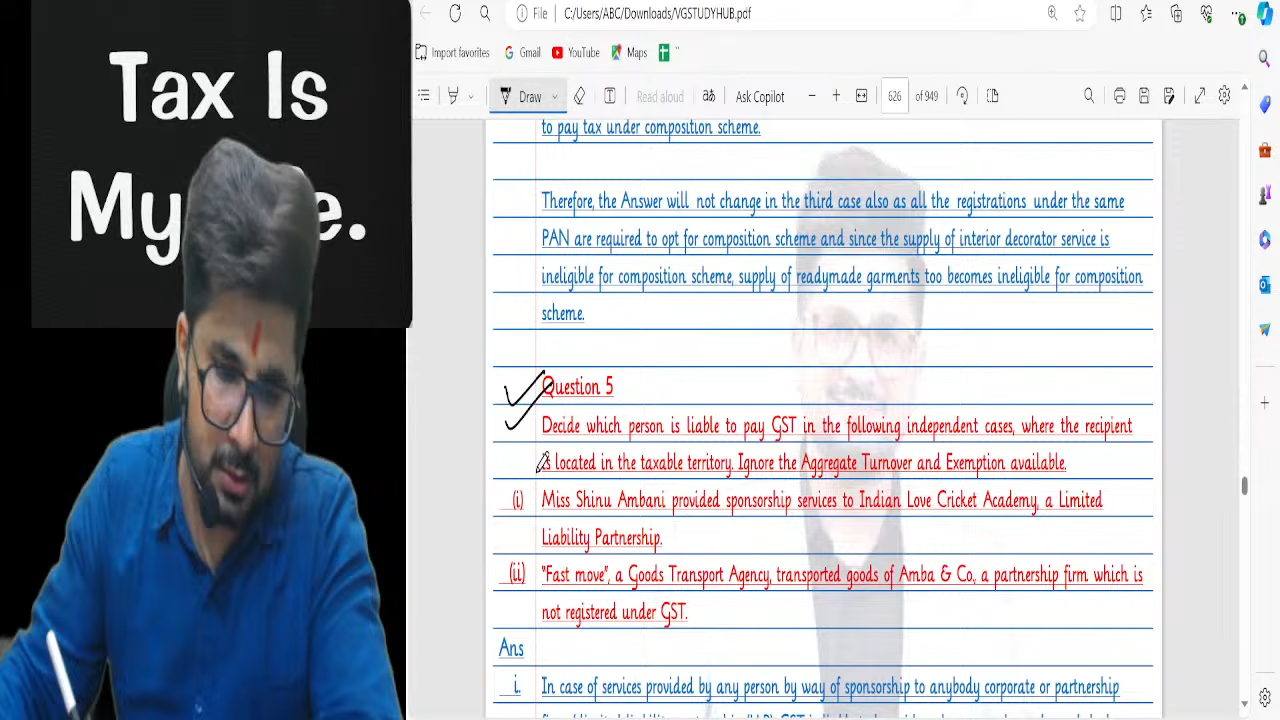 Tax Is
My
e.
File
C:/Users/ABC/Downloads/VGSTUDYHUB.pdf
Import favorites
Gmail
YouTube
Maps
Draw
Read aloud
Ask Copilot
626
of 949
to pay tax under composition scheme.
Therefore, the Answer will not change in the third case also as all the registrations under the same
PAN are required to opt for composition scheme and since the supply of interior decorator service is
ineligible for composition scheme, supply of readymade garments too becomes ineligible for composition
scheme.
Question 5
Decide which person is liable to pay GST in the following independent cases, where the recipient
is located in the taxable territory. Ignore the Aggregate Turnover and Exemption available.
(i) Miss Shinu Ambani provided sponsorship services to Indian Love Cricket Academy, a Limited
Liability Partnership.
(ii) "Fast move", a Goods Transport Agency, transported goods of Amba & Co., a partnership firm which is
not registered under GST.
Ans
i. In case of services provided by any person by way of sponsorship to anybody corporate or partnership